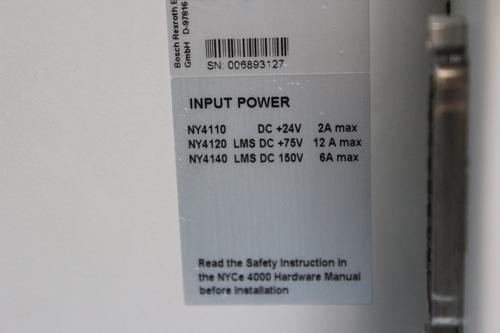 Bosch Rexroth E
GmbH D-97816
SN: 006893127
INPUT POWER
NY4110 DC +24V 2A max
NY4120 LMS DC +75V 12 A max
NY4140 LMS DC 150V 6A max
Read the Safety Instruction in
the NYCe 4000 Hardware Manual
before installation